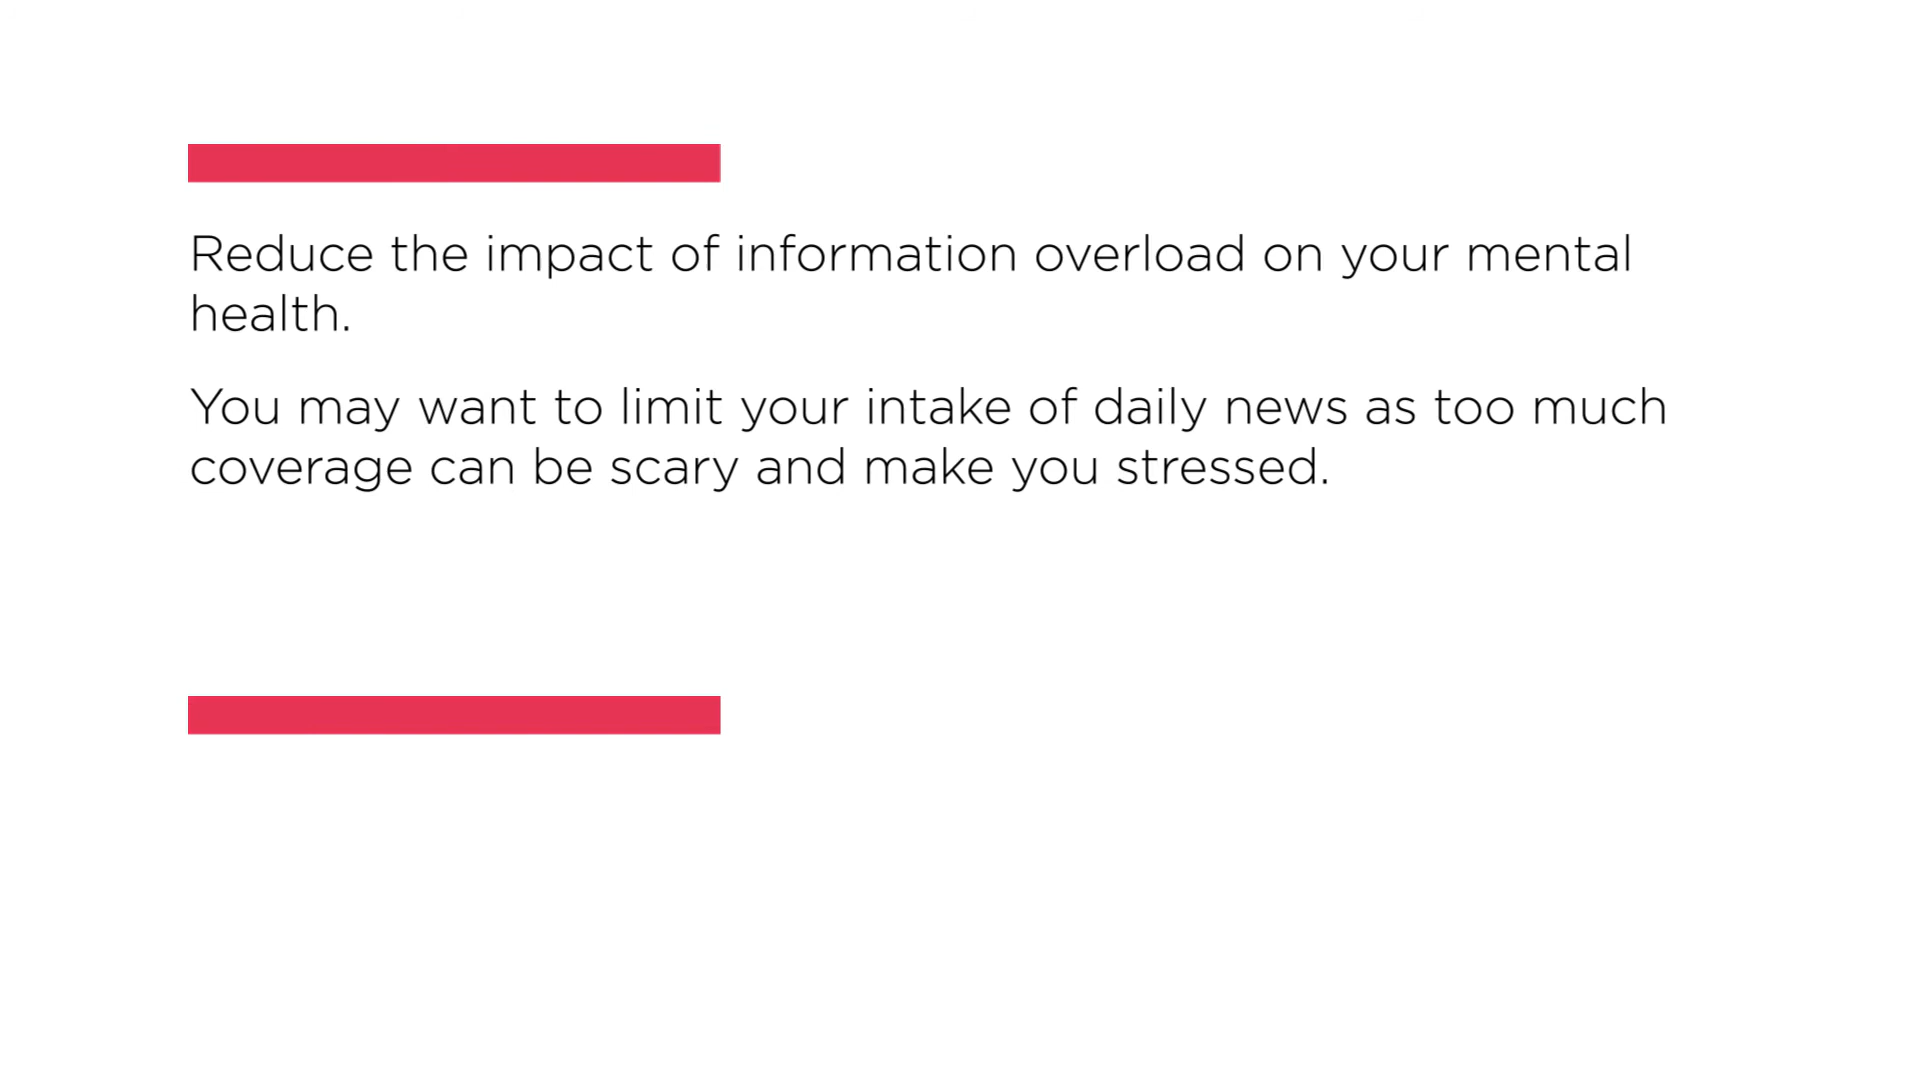 Reduce the impact of information overload on your mental
health.
You may want to limit your intake of daily news as too much
coverage can be scary and make you stressed.